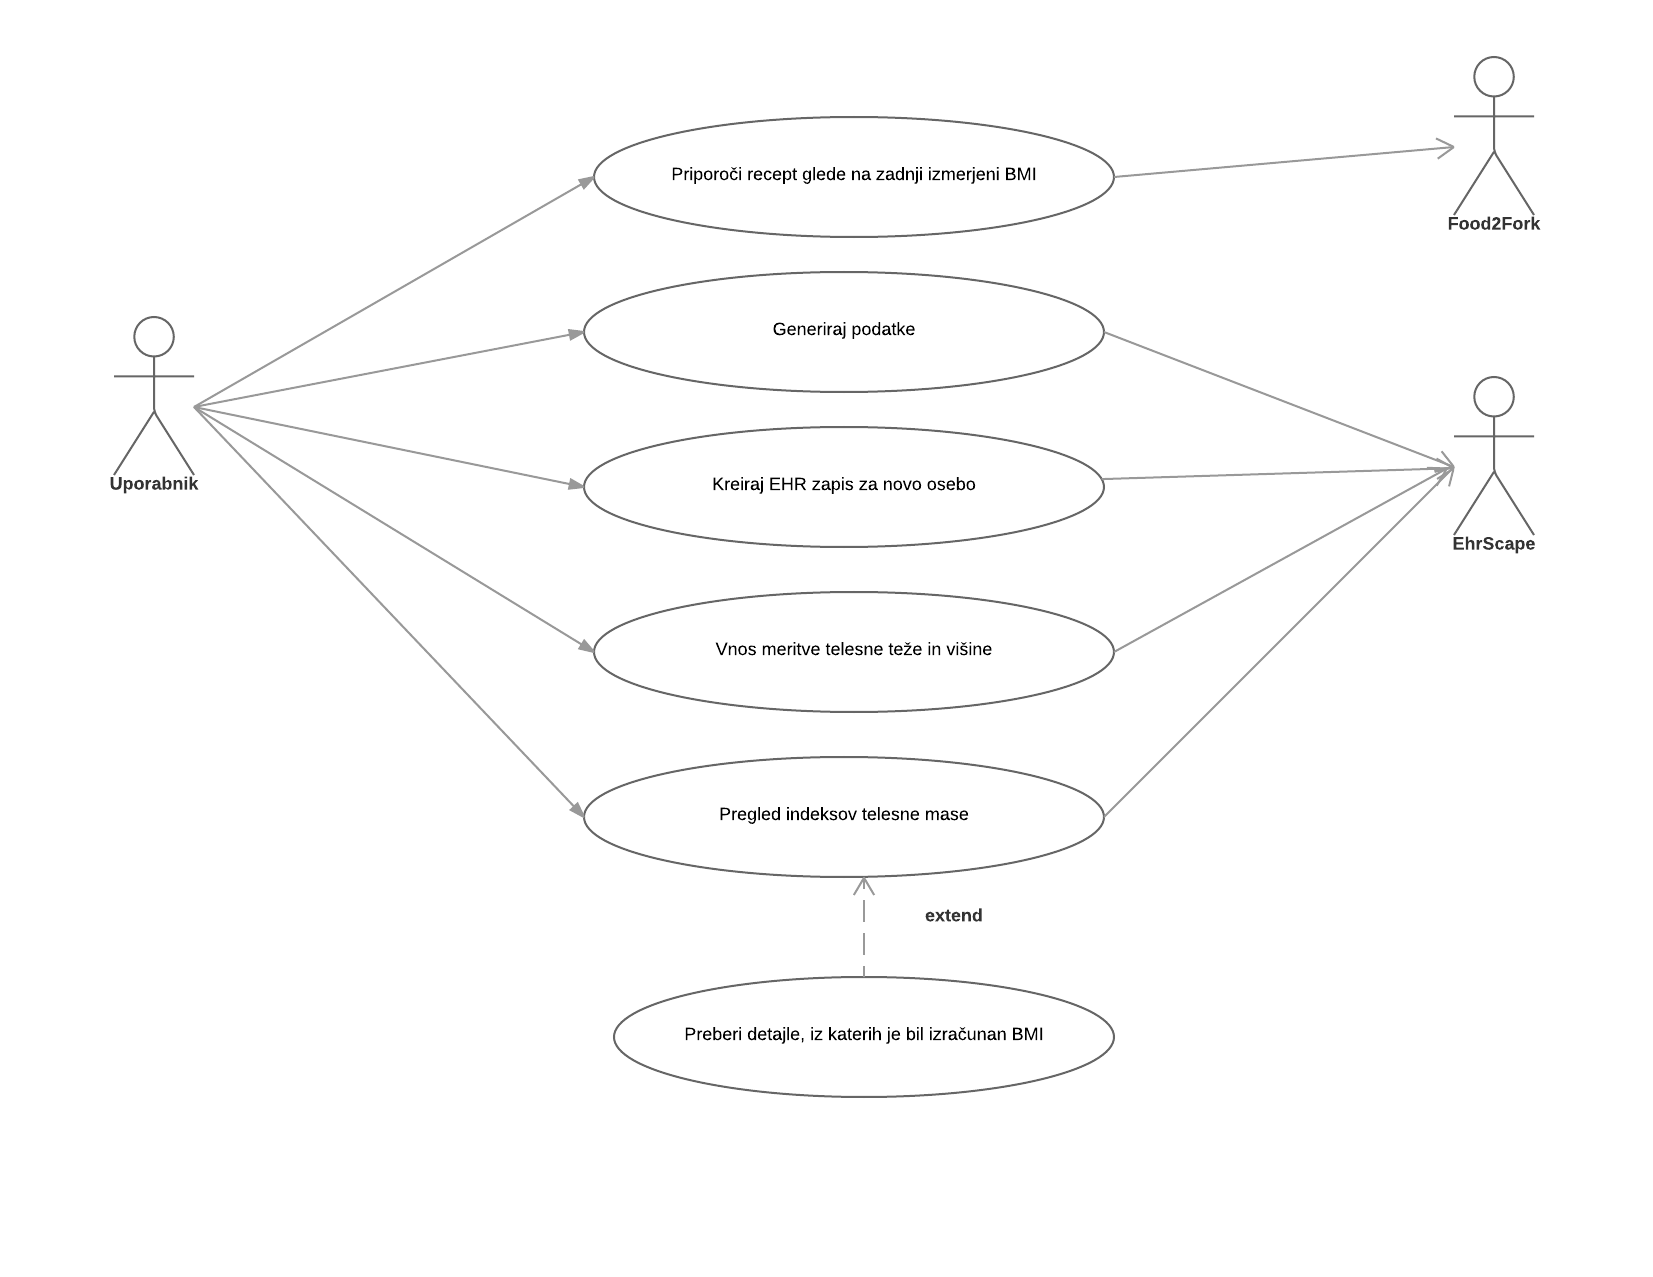 Food2Fork
Priporoči recept glede na zadnji izmerjeni BMI
Generiraj podatke
Uporabnik
Kreiraj EHR zapis za novo osebo
EhrScape
Vnos meritve telesne teže in višine
Pregled indeksov telesne mase
extend
Preberi detajle, iz katerih je bil izračunan BMI